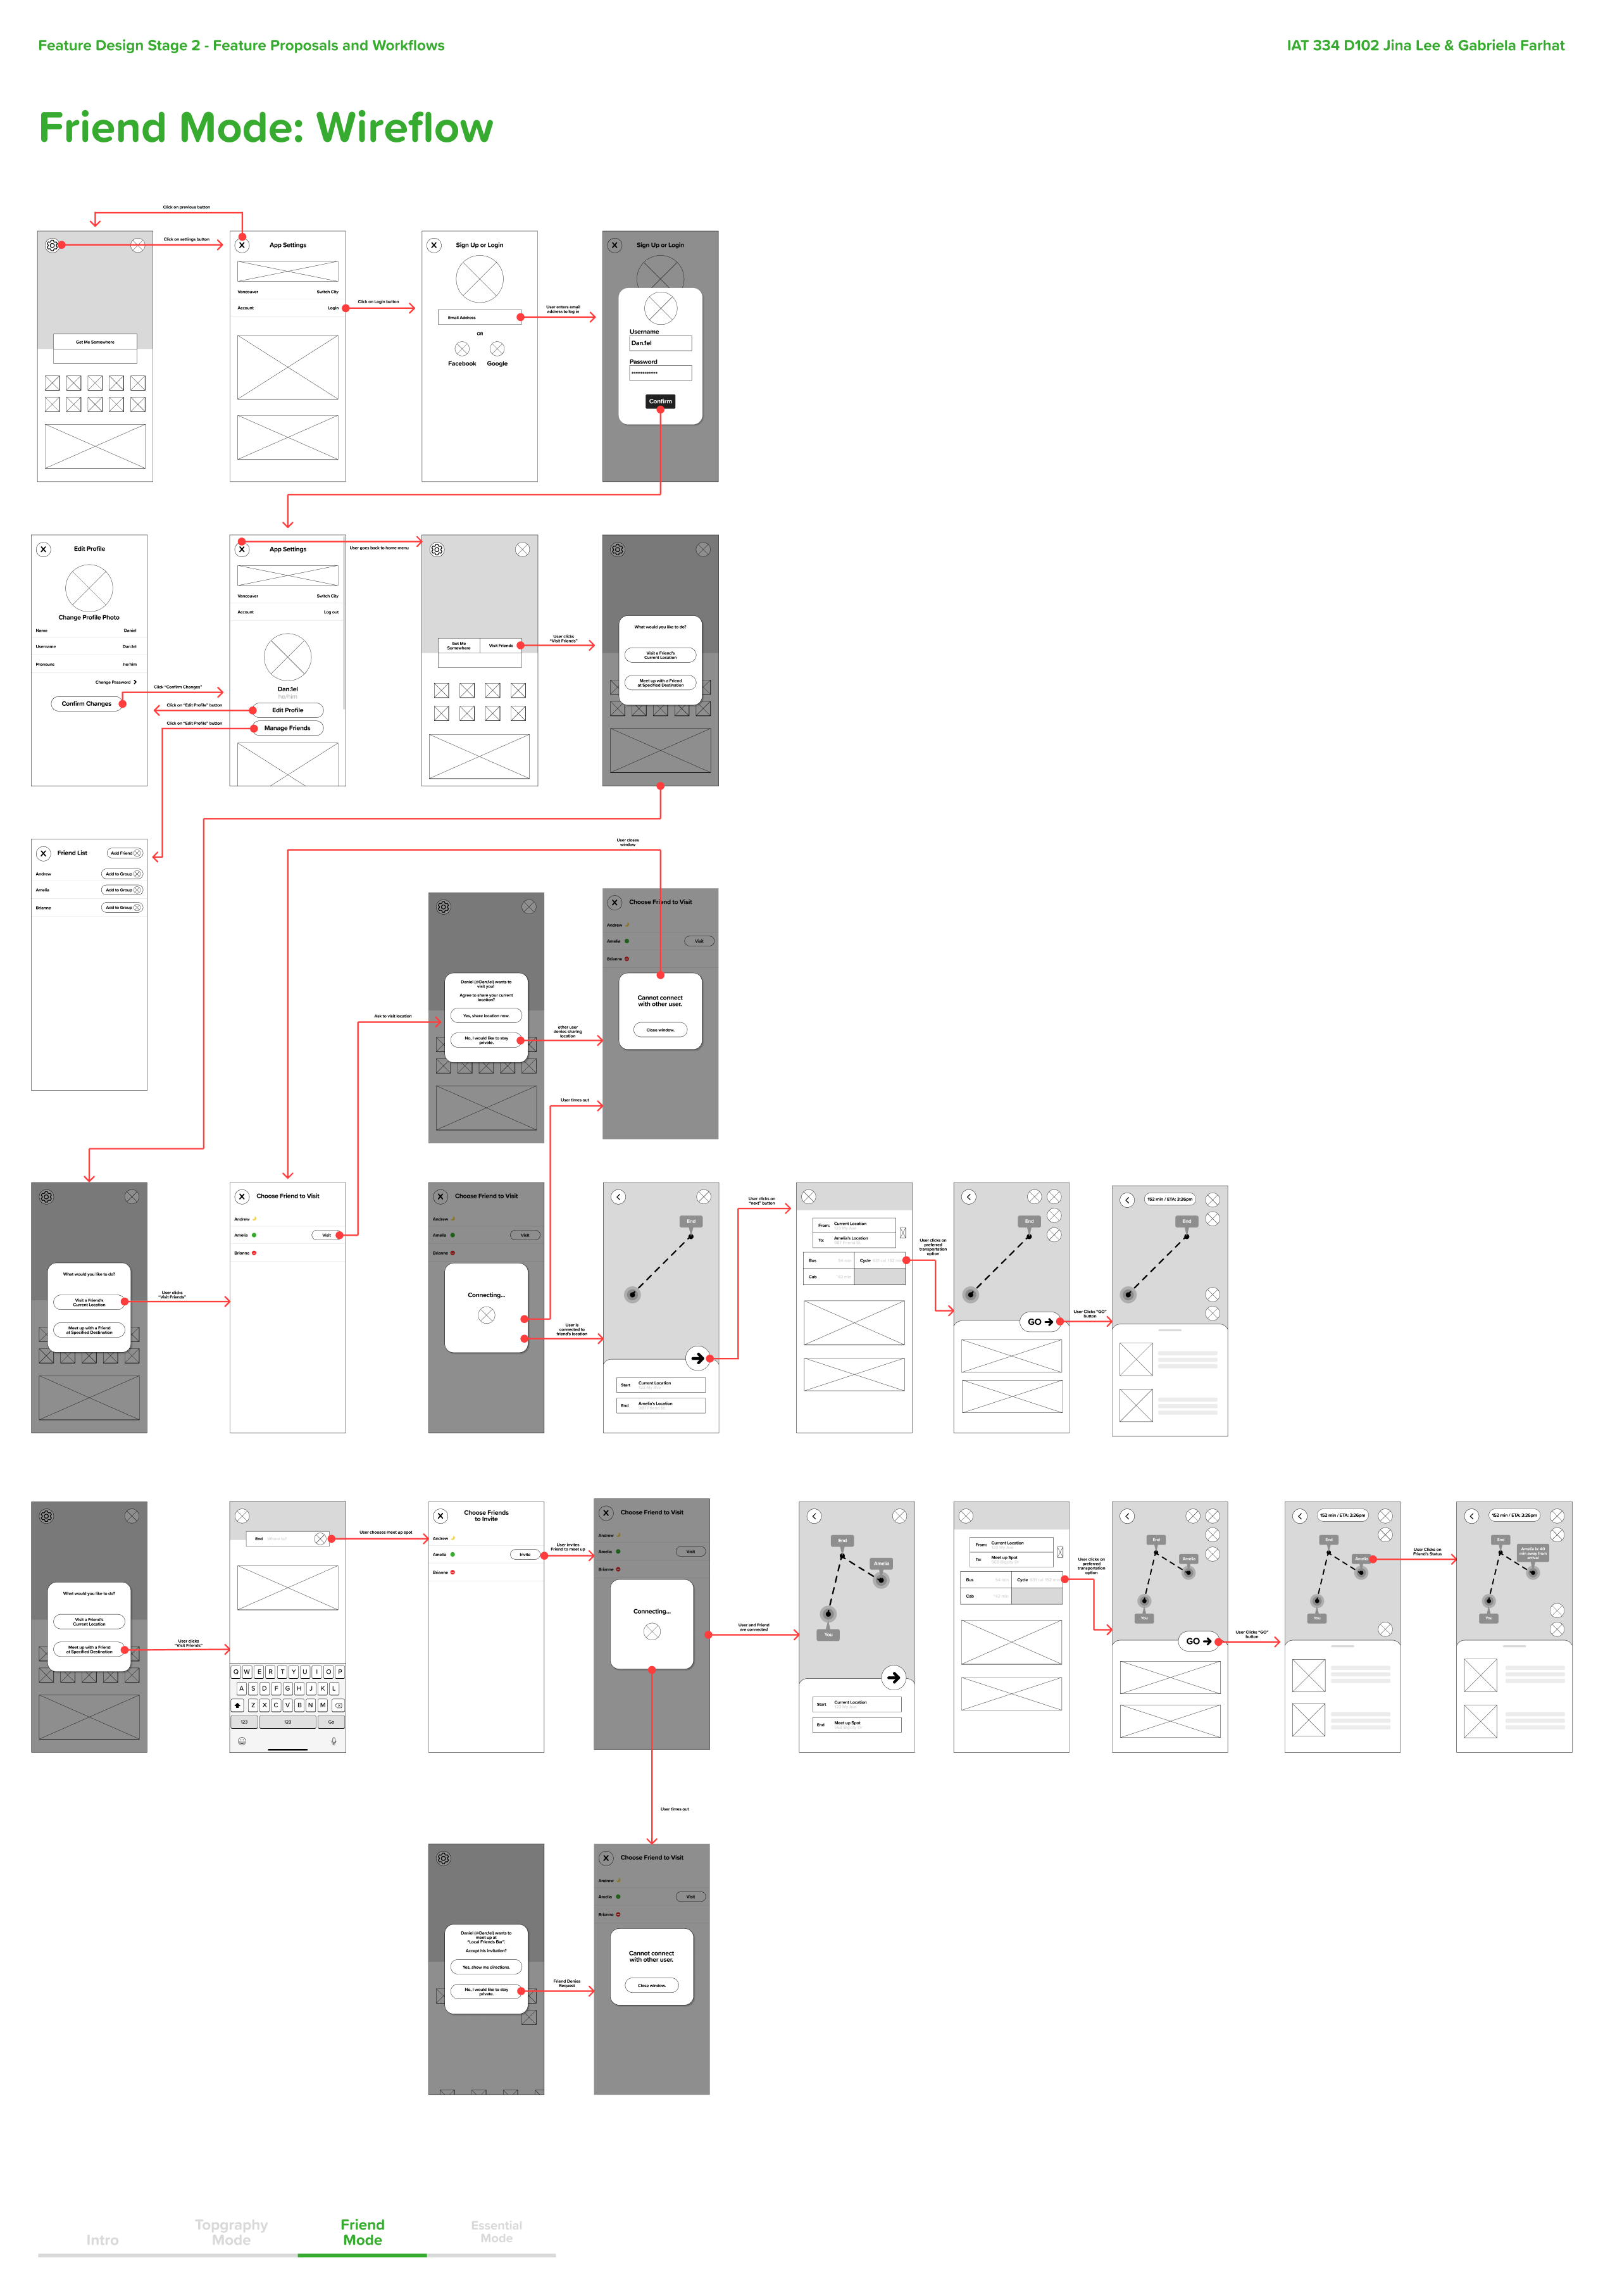 Feature Design Stage 2 - Feature Proposals and Workflows
IAT 334 D102 Jina Lee & Gabriela Farhat
Friend Mode: Wireflow
Click on previous button
Click on settings button
Get Me Somewhere
App Settings
Vancouver
Switch City
Account
Login
Click on Login button
Sign Up or Login
Email Address
OR
Facebook
Google
User enters email
address to log in
Sign Up or Login
Username
Dan.fel
Password
************
Confirm
Edit Profile
Change Profile Photo
Name
Daniel
Username
Dan.fel
Pronouns
he/him
Change Password
Confirm Changes
Click "Confirm Changes"
Click on "Edit Profile" button
Click on "Edit Profile" button
App Settings
Vancouver
Switch City
Account
Log out
Dan.fel
he/him
Edit Profile
Manage Friends
User goes back to home menu
Get Me
Somewhere
Visit Friends
User clicks
"Visit Friends"
What would you like to do?
Visit a Friend's
Current Location
Meet up with a Friend
at Specified Destination
Friend List
Add Friend
Andrew
Add to Group
Amelia
Add to Group
Brianne
Add to Group
User closes
window
Ask to visit location
Daniel (@Dan.fel) wants to
visit you!
Agree to share your current
location?
Yes, share location now.
No, I would like to stay
private.
other user
denies sharing
location
Choose Friend to Visit
Andrew
Amelia
Visit
Brianne
Cannot connect
with other user.
Close window.
User times out
What would you like to do?
Visit a Friend's
Current Location
Meet up with a Friend
at Specified Destination
User clicks
"Visit Friends"
Choose Friend to Visit
Andrew
Amelia
Visit
Brianne
Choose Friend to Visit
Andrew
Amelia
Visit
Brianne
Connecting...
User is
connected to
friend's location
End
Start
Current Location
End
Amelia's Location
User clicks on
"next" button
From:
Current Location
To:
Amelia's Location
Bus
Cycle
Cab
User clicks on
preferred
transportation
option
End
GO
User Clicks "GO"
button
152 min / ETA: 3:26pm
End
What would you like to do?
Visit a Friend's
Current Location
Meet up with a Friend
at Specified Destination
User clicks
"Visit Friends"
End
Where to?
Q W E R T Y U I O P
A S D F G H J K L
Z X C V B N M
123
123
Go
User chooses meet up spot
Choose Friends
to Invite
Andrew
Amelia
Invite
Brianne
User invites
Friend to meet up
Choose Friend to Visit
Andrew
Amelia
Visit
Brianne
Connecting...
User and Friend
are connected
End
Amelia
You
Start
Current Location
End
Meet up Spot
From:
Current Location
To:
Meet up Spot
Bus
Cycle
Cab
User clicks on
preferred
transportation
option
End
Amelia
You
GO
User Clicks "GO"
button
152 min / ETA: 3:26pm
End
Amelia
You
User Clicks on
Friend's Status
152 min / ETA: 3:26pm
End
Amelia is 40
min away from
arrival
You
User times out
Daniel (@Dan.fel) wants to
meet up at
"Local Friends Bar":
Accept his invitation?
Yes, show me directions.
No, I would like to stay
private.
Friend Denies
Request
Choose Friend to Visit
Andrew
Amelia
Visit
Brianne
Cannot connect
with other user.
Close window.
Intro
Topgraphy
Mode
Friend
Mode
Essential
Mode